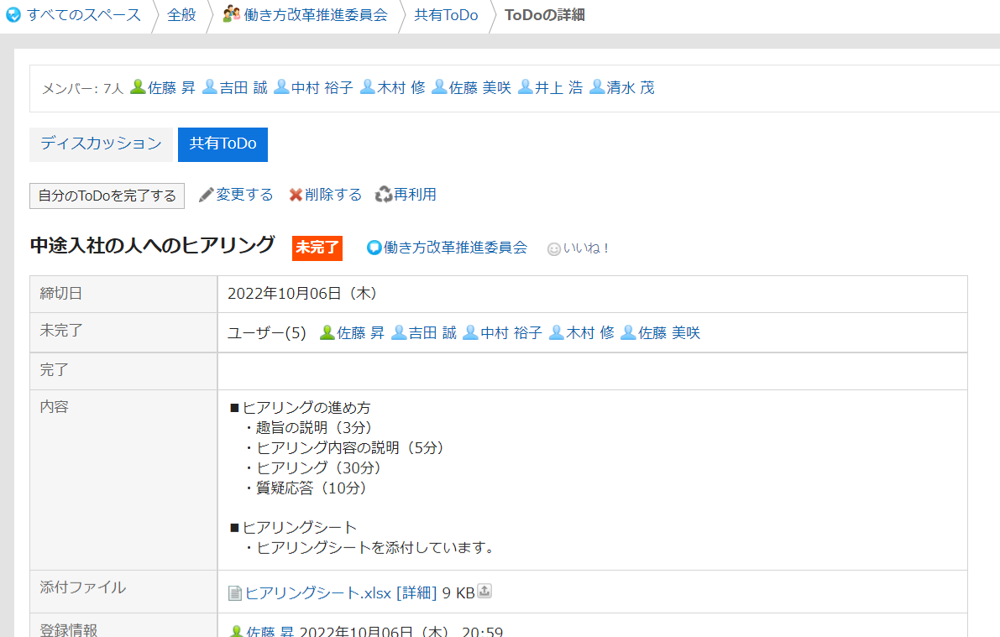 すべてのスペース 全般 働き方改革推進委員会 共有ToDo ToDoの詳細
メンバー: 7人 佐藤 昇 吉田 誠 中村 裕子 木村 修 佐藤 美咲 井上 浩 清水 茂
ディスカッション 共有ToDo
自分のToDoを完了する 変更する 削除する 再利用
中途入社の人へのヒアリング 未完了 働き方改革推進委員会 いいね！
締切日 2022年10月06日（木）
未完了 ユーザー(5) 佐藤 昇 吉田 誠 中村 裕子 木村 修 佐藤 美咲
完了
内容 ■ヒアリングの進め方
・趣旨の説明（3分）
・ヒアリング内容の説明（5分）
・ヒアリング（30分）
・質疑応答（10分）
■ヒアリングシート
・ヒアリングシートを添付しています。
添付ファイル ヒアリングシート.xlsx [詳細] 9 KB
登録情報 佐藤 昇 2022年10月06日（木） 20:59